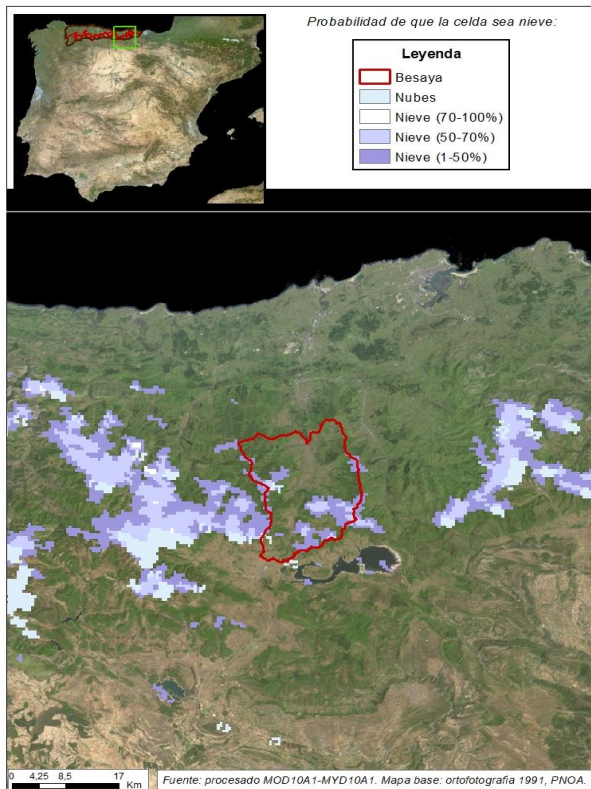 Probabilidad de que la celda sea nieve:
Leyenda
Besaya
Nubes
Nieve (70-100%)
Nieve (50-70%)
Nieve (1-50%)
0 4,25 8,5 17
Km
Fuente: procesado MOD10A1-MYD10A1. Mapa base: ortofotografia 1991, PNOA.